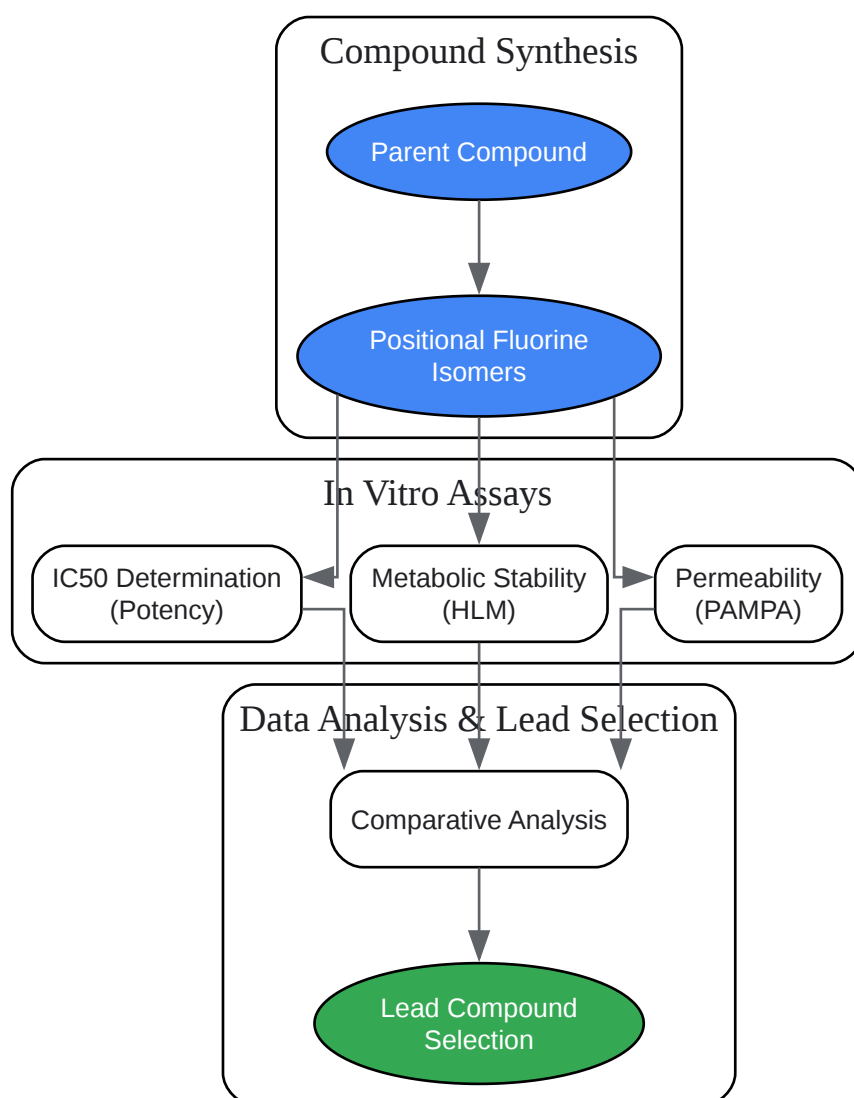 Compound Synthesis
Parent Compound
Positional Fluorine
Isomers
In Vitro Assays
IC50 Determination
(Potency)
Metabolic Stability
(HLM)
Permeability
(PAMPA)
Data Analysis & Lead Selection
Comparative Analysis
Lead Compound
Selection